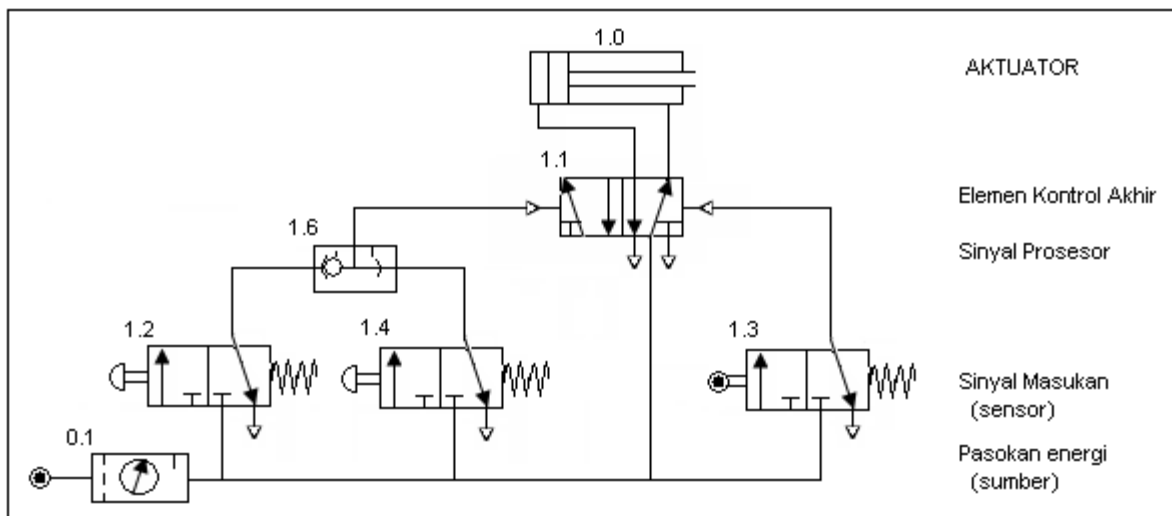 1.0
AKTUATOR
1.1
Elemen Kontrol Akhir
1.6
Sinyal Prosesor
1.2
1.4
1.3
Sinyal Masukan
(sensor)
0.1
Pasokan energi
(sumber)